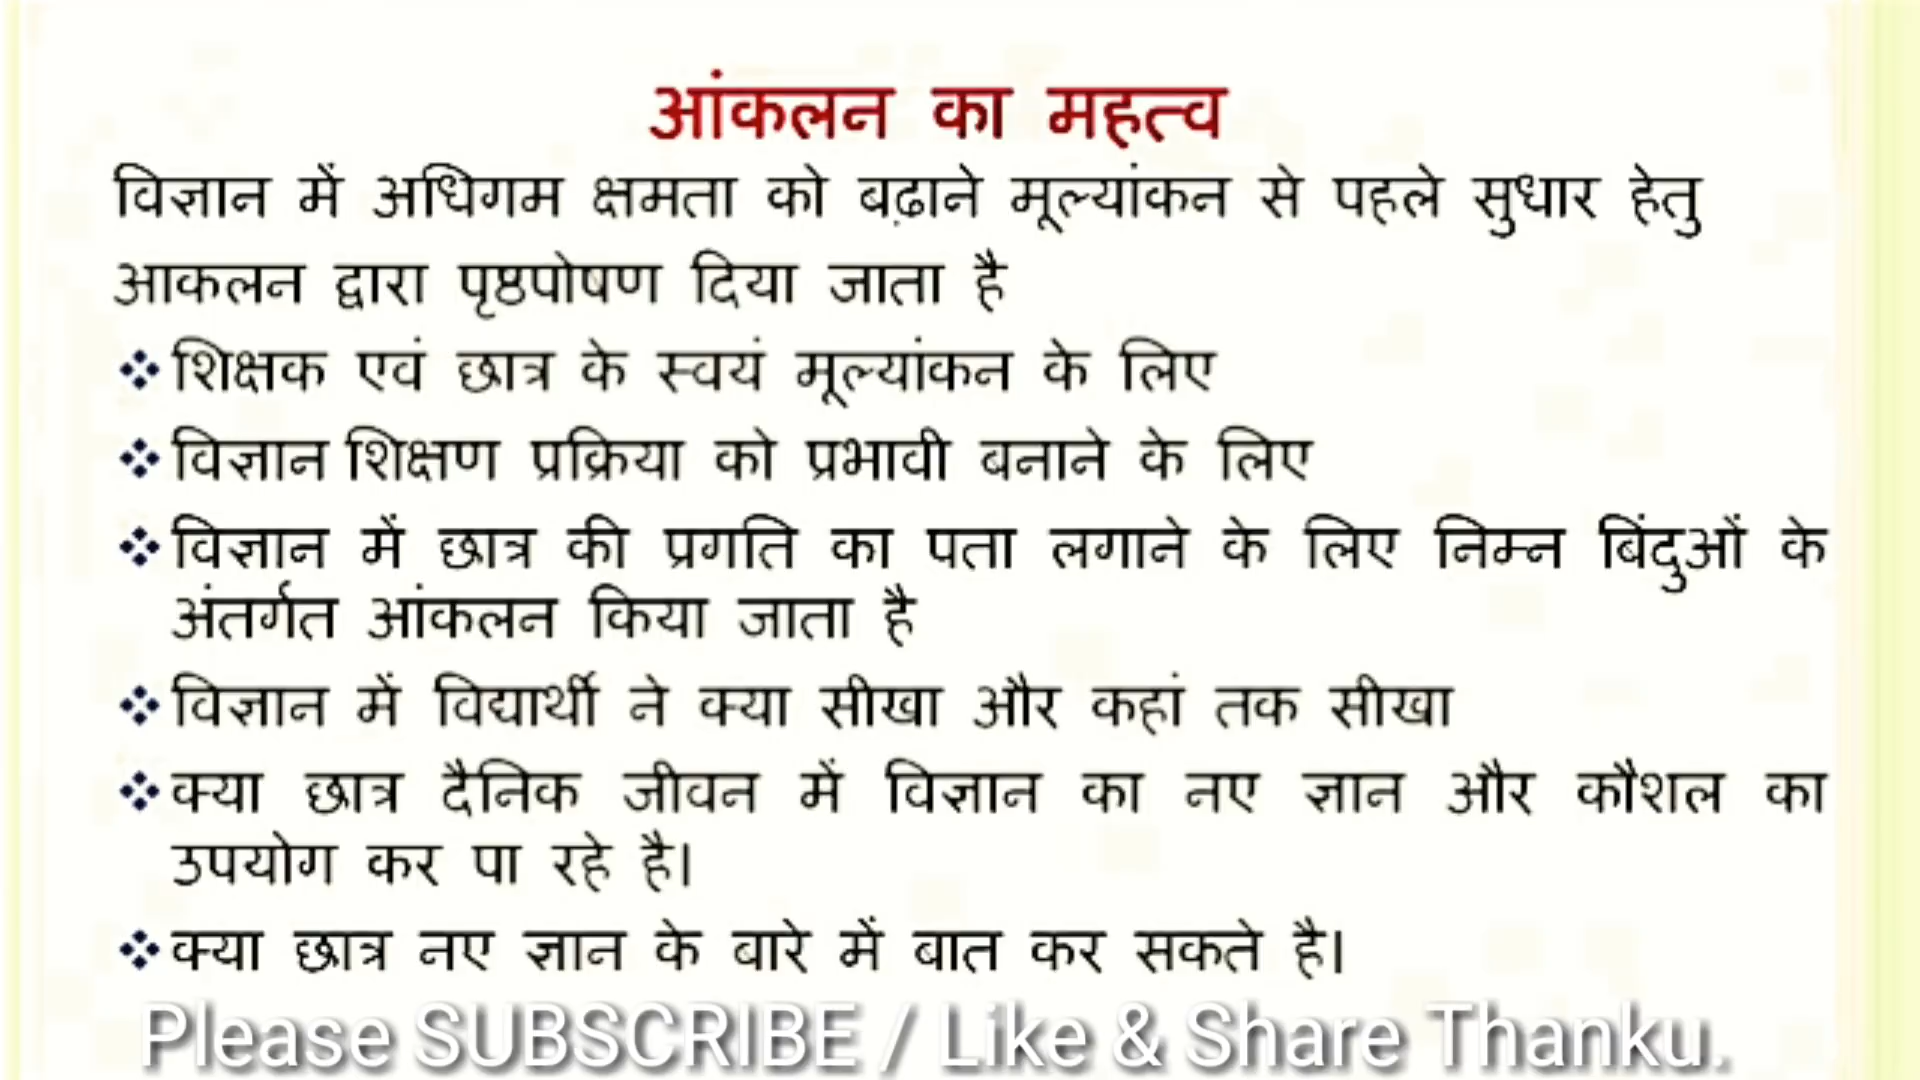 आंकलन का महत्व
विज्ञान में अधिगम क्षमता को बढ़ाने मूल्यांकन से पहले सुधार हेतु
आकलन द्वारा पृष्ठपोषण दिया जाता है
❖ शिक्षक एवं छात्र के स्वयं मूल्यांकन के लिए
❖ विज्ञान शिक्षण प्रक्रिया को प्रभावी बनाने के लिए
❖ विज्ञान में छात्र की प्रगति का पता लगाने के लिए निम्न बिंदुओं के
अंतर्गत आंकलन किया जाता है
❖ विज्ञान में विद्यार्थी ने क्या सीखा और कहां तक सीखा
❖ क्या छात्र दैनिक जीवन में विज्ञान का नए ज्ञान और कौशल का
उपयोग कर पा रहे है।
❖ क्या छात्र नए ज्ञान के बारे में बात कर सकते है।
Please SUBSCRIBE / Like & Share Thanku.